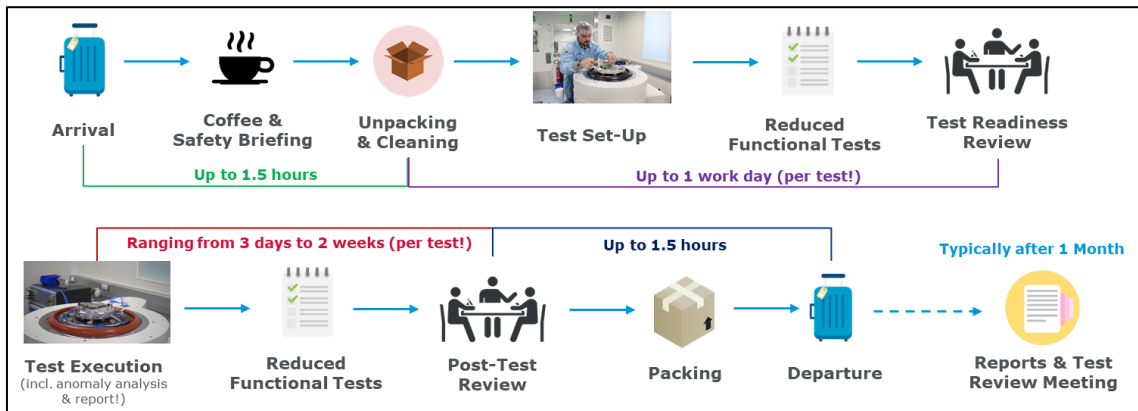 Arrival
Coffee &
Safety Briefing
Unpacking
& Cleaning
Test Set-Up
Reduced
Functional Tests
Test Readiness
Review
Up to 1.5 hours
Up to 1 work day (per test!)
Ranging from 3 days to 2 weeks (per test!)
Up to 1.5 hours
Typically after 1 Month
Test Execution
(incl. anomaly analysis
& report!)
Reduced
Functional Tests
Post-Test
Review
Packing
Departure
Reports & Test
Review Meeting